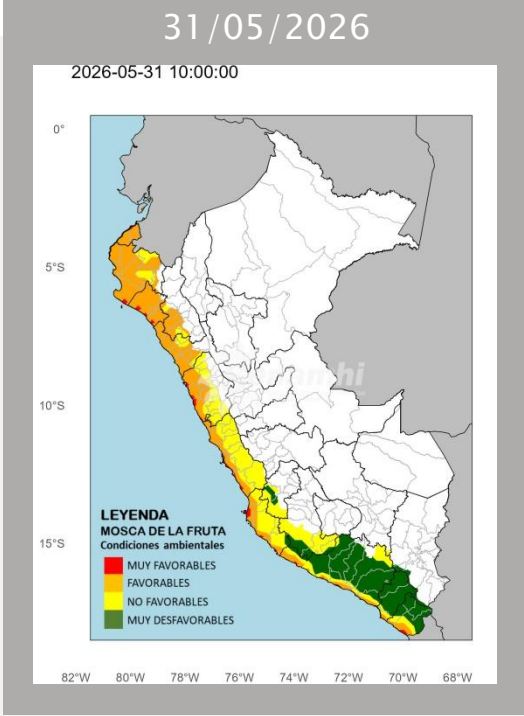 31/05/2026
2026-05-31 10:00:00
0°
5°S
10°S
15°S
LEYENDA
MOSCA DE LA FRUTA
Condiciones ambientales
MUY FAVORABLES
FAVORABLES
NO FAVORABLES
MUY DESFAVORABLES
82°W 80°W 78°W 76°W 74°W 72°W 70°W 68°W